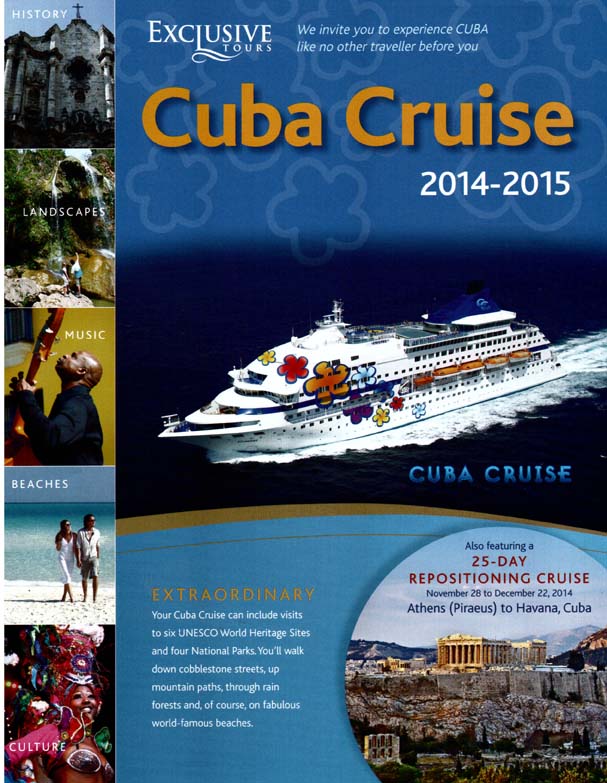 HISTORY
LANDSCAPES
MUSIC
BEACHES
CULTURE
EXCLUSIVE
TOURS
We invite you to experience CUBA
like no other traveller before you
Cuba Cruise
2014-2015
CUBA CRUISE
EXTRAORDINARY
Your Cuba Cruise can include visits
to six UNESCO World Heritage Sites
and four National Parks. You'll walk
down cobblestone streets, up
mountain paths, through rain
forests and, of course, on fabulous
world-famous beaches.
Also featuring a
25-DAY
REPOSITIONING CRUISE
November 28 to December 22, 2014
Athens (Piraeus) to Havana, Cuba